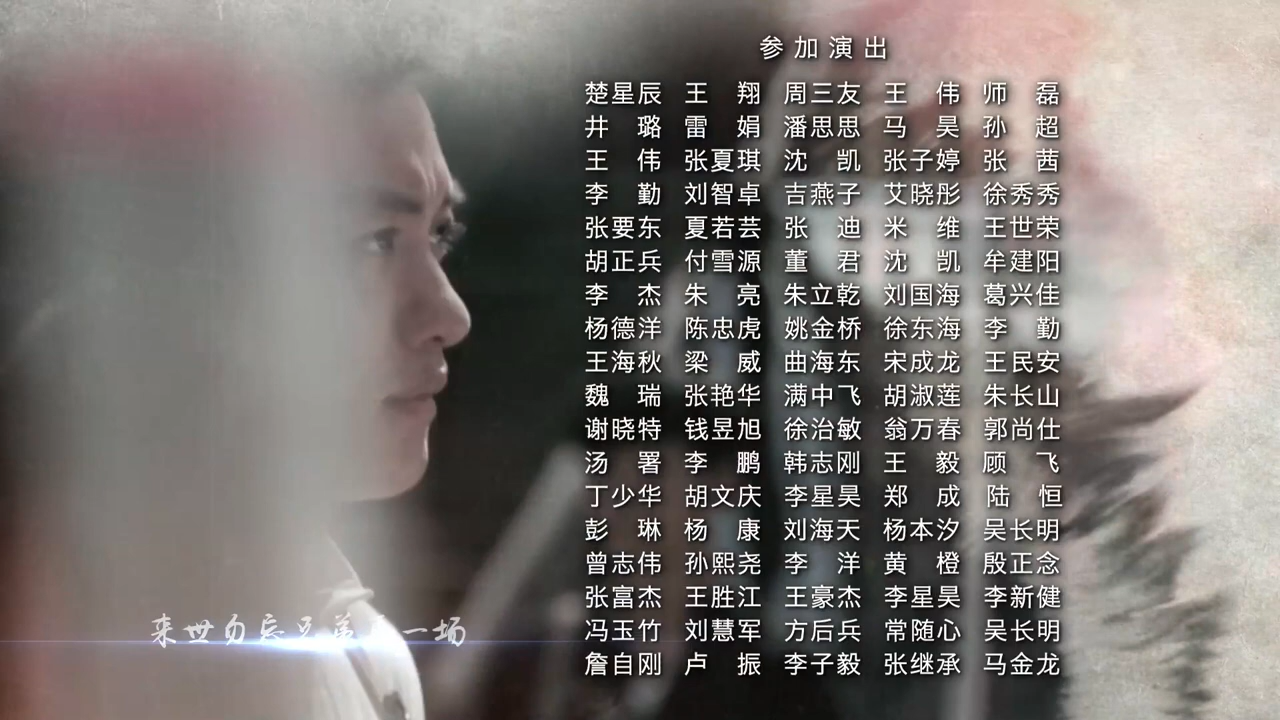 参加演出
楚星辰 王翔 周三友 王伟 师磊
井璐 雷娟 潘思思 马昊 孙超
王伟 张夏琪 沈凯 张子婷 张茜
李勤 刘智卓 吉燕子 艾晓彤 徐秀秀
张要东 夏若芸 张迪 米维 王世荣
胡正兵 付雪源 董君 沈凯 牟建阳
李杰 朱亮 朱立乾 刘国海 葛兴佳
杨德洋 陈忠虎 姚金桥 徐东海 李勤
王海秋 梁威 曲海东 宋成龙 王民安
魏瑞 张艳华 满中飞 胡淑莲 朱长山
谢晓特 钱昱旭 徐治敏 翁万春 郭尚仕
汤署 李鹏 韩志刚 王毅 顾飞
丁少华 胡文庆 李星昊 郑成 陆恒
彭琳 杨康 刘海天 杨本汐 吴长明
曾志伟 孙熙尧 李洋 黄橙 殷正念
张富杰 王胜江 王豪杰 李星昊 李新健
冯玉竹 刘慧军 方后兵 常随心 吴长明
詹自刚 卢振 李子毅 张继承 马金龙
来世勿忘兄弟一场